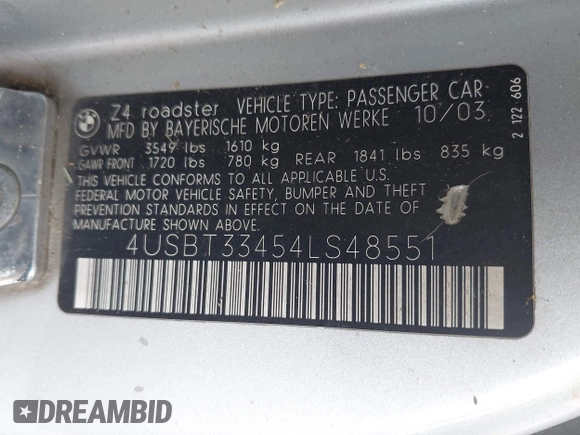 Z4 roadster VEHICLE TYPE: PASSENGER CAR
MFD BY BAYERISCHE MOTOREN WERKE 10/03
GVWR 3549 lbs 1610 kg
GAWR FRONT 1720 lbs 780 kg REAR 1841 lbs 835 kg
THIS VEHICLE CONFORMS TO ALL APPLICABLE U.S.
FEDERAL MOTOR VEHICLE SAFETY, BUMPER AND THEFT
PREVENTION STANDARDS IN EFFECT ON THE DATE OF
MANUFACTURE SHOWN ABOVE.
4USBT33454LS48551
2 122 606
DREAMBID